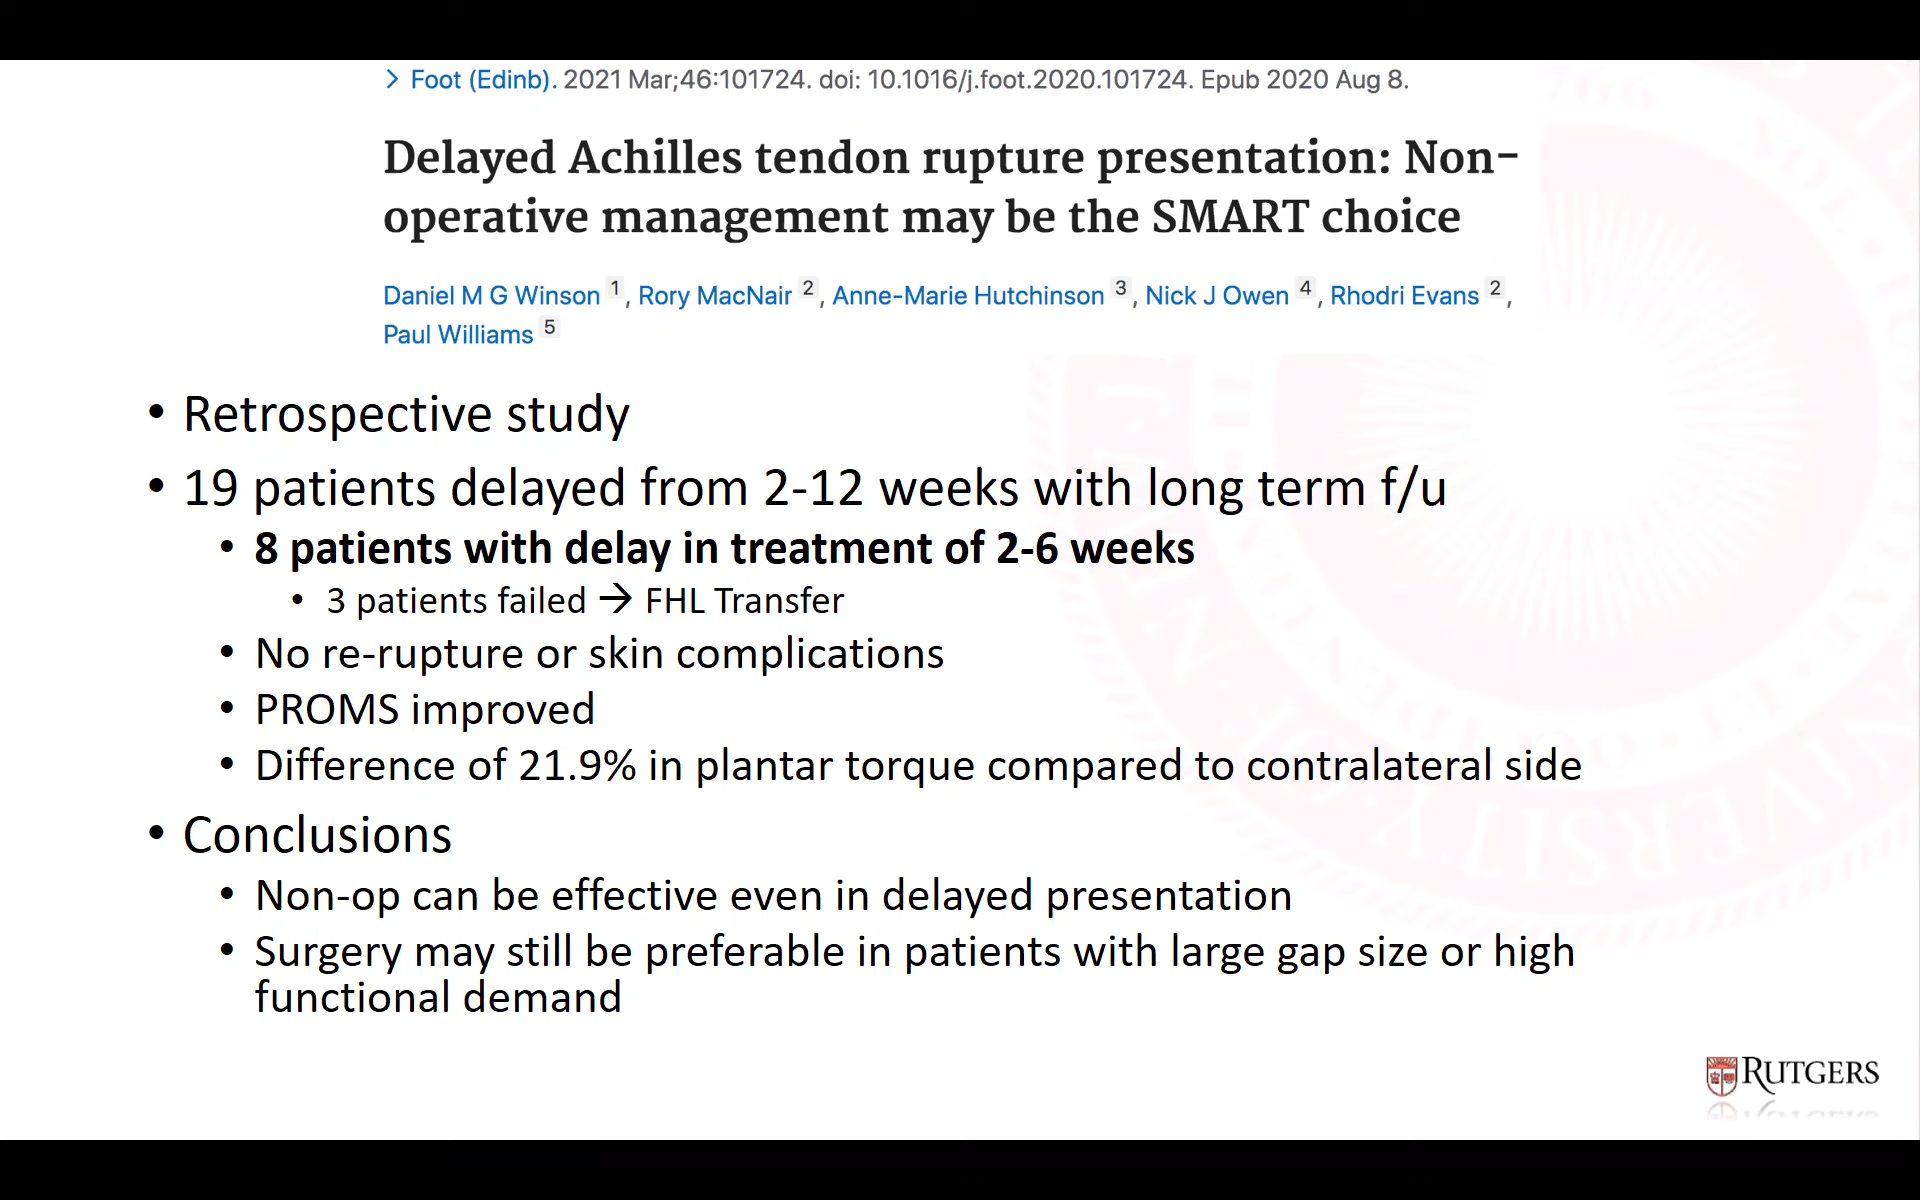 > Foot (Edinb). 2021 Mar;46:101724. doi: 10.1016/j.foot.2020.101724. Epub 2020 Aug 8.
Delayed Achilles tendon rupture presentation: Non-
operative management may be the SMART choice
Daniel M G Winson 1, Rory MacNair 2, Anne-Marie Hutchinson 3, Nick J Owen 4, Rhodri Evans 2,
Paul Williams 5
• Retrospective study
• 19 patients delayed from 2-12 weeks with long term f/u
• 8 patients with delay in treatment of 2-6 weeks
• 3 patients failed → FHL Transfer
• No re-rupture or skin complications
• PROMS improved
• Difference of 21.9% in plantar torque compared to contralateral side
• Conclusions
• Non-op can be effective even in delayed presentation
• Surgery may still be preferable in patients with large gap size or high
functional demand
RUTGERS